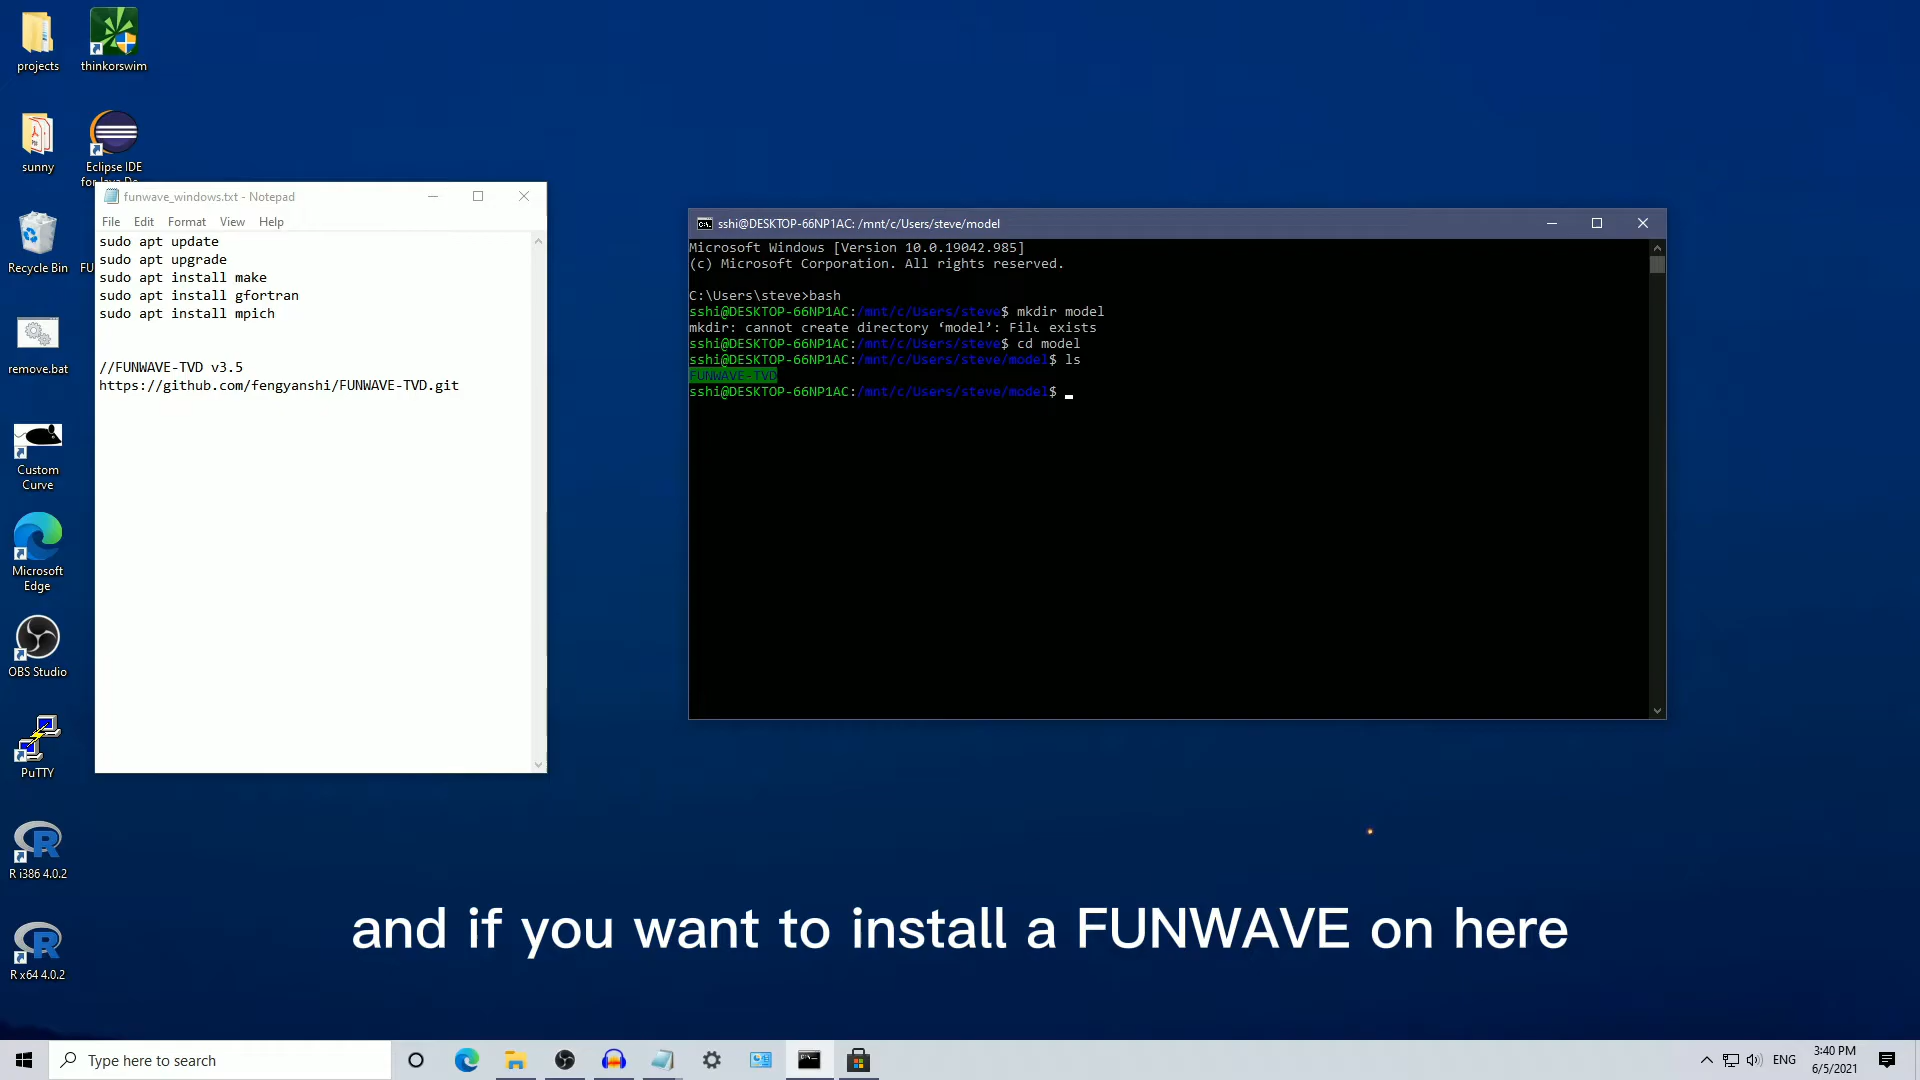 projects
thinkorswim
sunny
Eclipse IDE
for Java De...
Recycle Bin
FU
remove.bat
Custom
Curve
Microsoft
Edge
OBS Studio
PuTTY
R i386 4.0.2
R x64 4.0.2
funwave_windows.txt - Notepad
File Edit Format View Help
sudo apt update
sudo apt upgrade
sudo apt install make
sudo apt install gfortran
sudo apt install mpich
//FUNWAVE-TVD v3.5
https://github.com/fengyanshi/FUNWAVE-TVD.git
sshi@DESKTOP-66NP1AC: /mnt/c/Users/steve/model
Microsoft Windows [Version 10.0.19042.985]
(c) Microsoft Corporation. All rights reserved.
C:\Users\steve>bash
sshi@DESKTOP-66NP1AC:/mnt/c/Users/steve$ mkdir model
mkdir: cannot create directory ‘model’: File exists
sshi@DESKTOP-66NP1AC:/mnt/c/Users/steve$ cd model
sshi@DESKTOP-66NP1AC:/mnt/c/Users/steve/model$ ls
FUNWAVE-TVD
sshi@DESKTOP-66NP1AC:/mnt/c/Users/steve/model$
and if you want to install a FUNWAVE on here
Type here to search
ENG
3:40 PM
6/5/2021